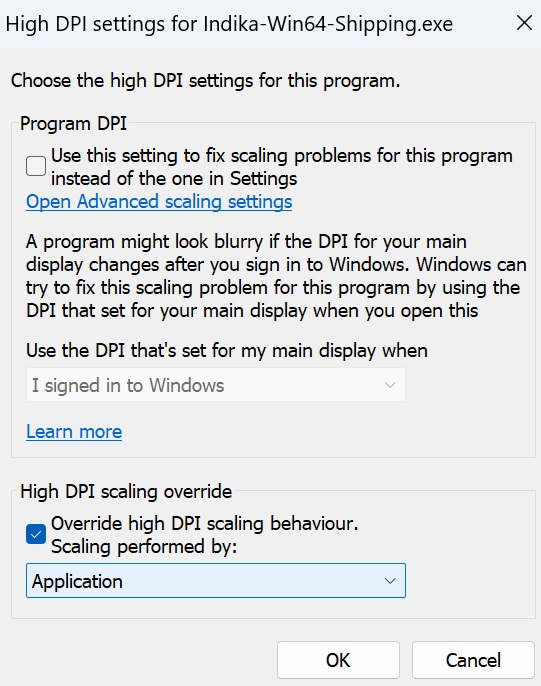 High DPI settings for Indika-Win64-Shipping.exe
Choose the high DPI settings for this program.
Program DPI
Use this setting to fix scaling problems for this program
instead of the one in Settings
Open Advanced scaling settings
A program might look blurry if the DPI for your main
display changes after you sign in to Windows. Windows can
try to fix this scaling problem for this program by using the
DPI that set for your main display when you open this
Use the DPI that's set for my main display when
I signed in to Windows
Learn more
High DPI scaling override
Override high DPI scaling behaviour.
Scaling performed by:
Application
OK
Cancel